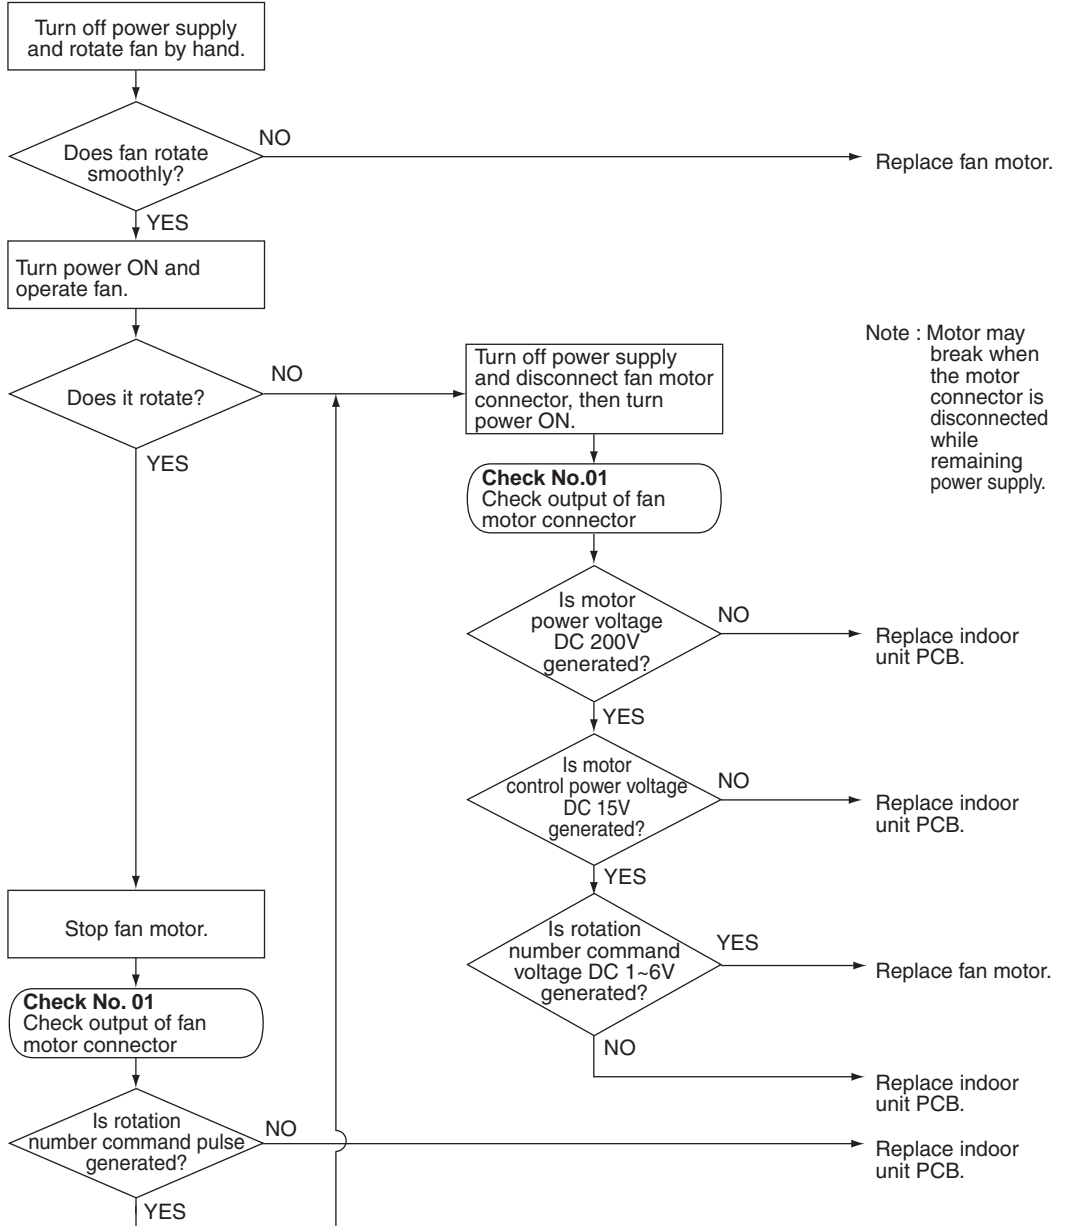 Turn off power supply
and rotate fan by hand.
Does fan rotate
smoothly?
NO
Replace fan motor.
YES
Turn power ON and
operate fan.
Does it rotate?
NO
YES
Turn off power supply
and disconnect fan motor
connector, then turn
power ON.
Note : Motor may
break when
the motor
connector is
disconnected
while
remaining
power supply.
Check No.01
Check output of fan
motor connector
Is motor
power voltage
DC 200V
generated?
NO
Replace indoor
unit PCB.
YES
Is motor
control power voltage
DC 15V
generated?
NO
Replace indoor
unit PCB.
YES
Is rotation
number command
voltage DC 1~6V
generated?
YES
Replace fan motor.
NO
Replace indoor
unit PCB.
Stop fan motor.
Check No. 01
Check output of fan
motor connector
Is rotation
number command pulse
generated?
NO
Replace indoor
unit PCB.
YES